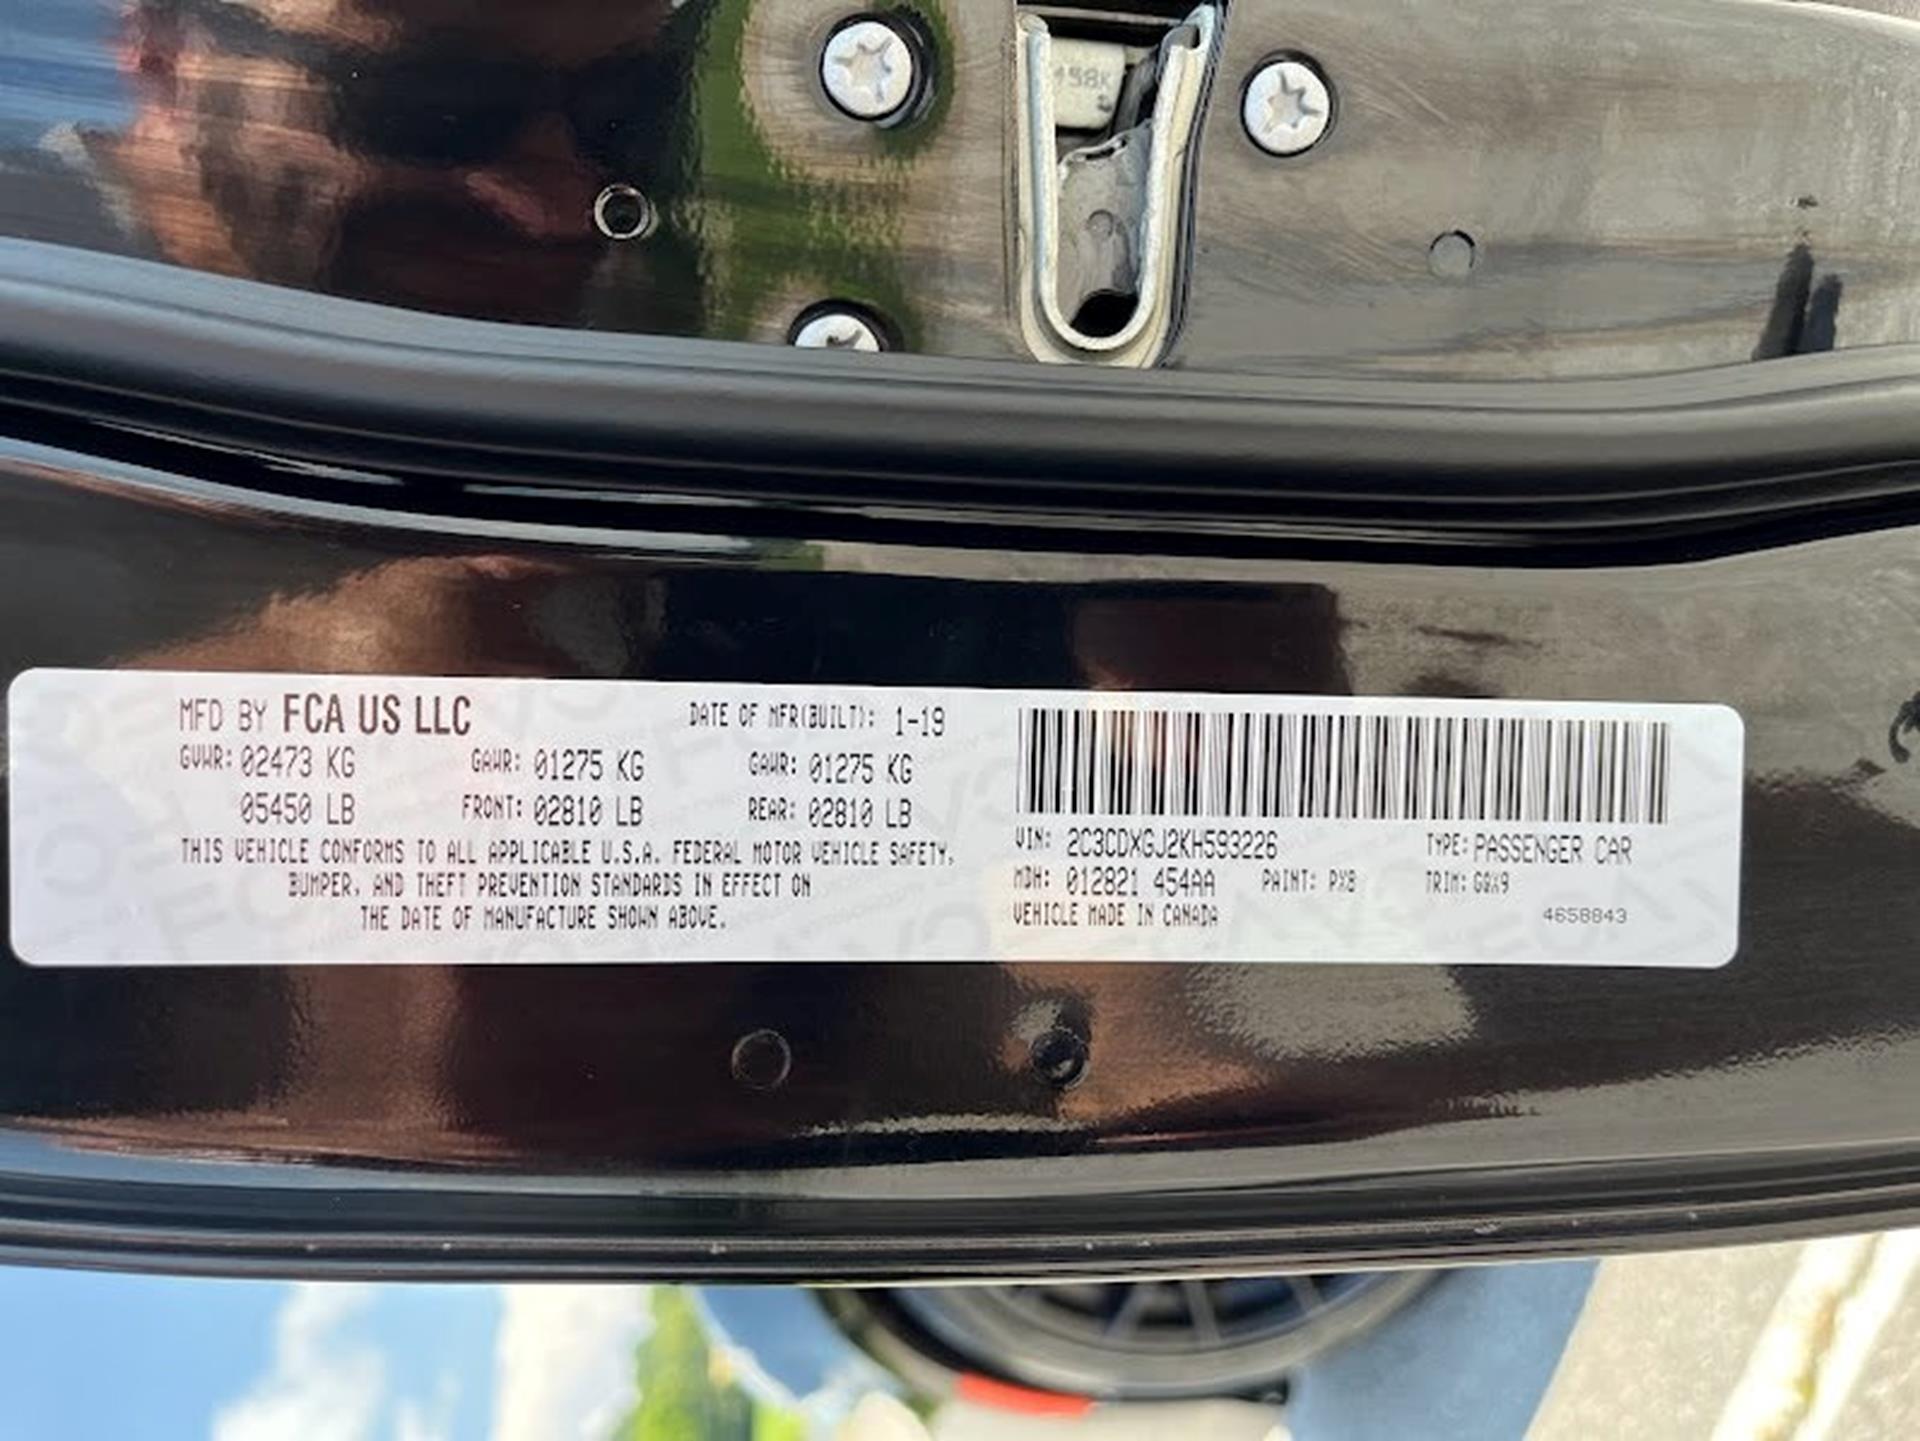 498K
MFD BY FCA US LLC DATE OF MFR(BUILT): 1-19
GVWR: 02473 KG GAWR: 01275 KG GAWR: 01275 KG
05450 LB FRONT: 02810 LB REAR: 02810 LB
THIS VEHICLE CONFORMS TO ALL APPLICABLE U.S.A. FEDERAL MOTOR VEHICLE SAFETY,
BUMPER, AND THEFT PREVENTION STANDARDS IN EFFECT ON
THE DATE OF MANUFACTURE SHOWN ABOVE.
VIN: 2C3CDXGJ2KH593226 TYPE: PASSENGER CAR
MDH: 012821 454AA PAINT: PX8 TRIM: GQX9
VEHICLE MADE IN CANADA 4658843